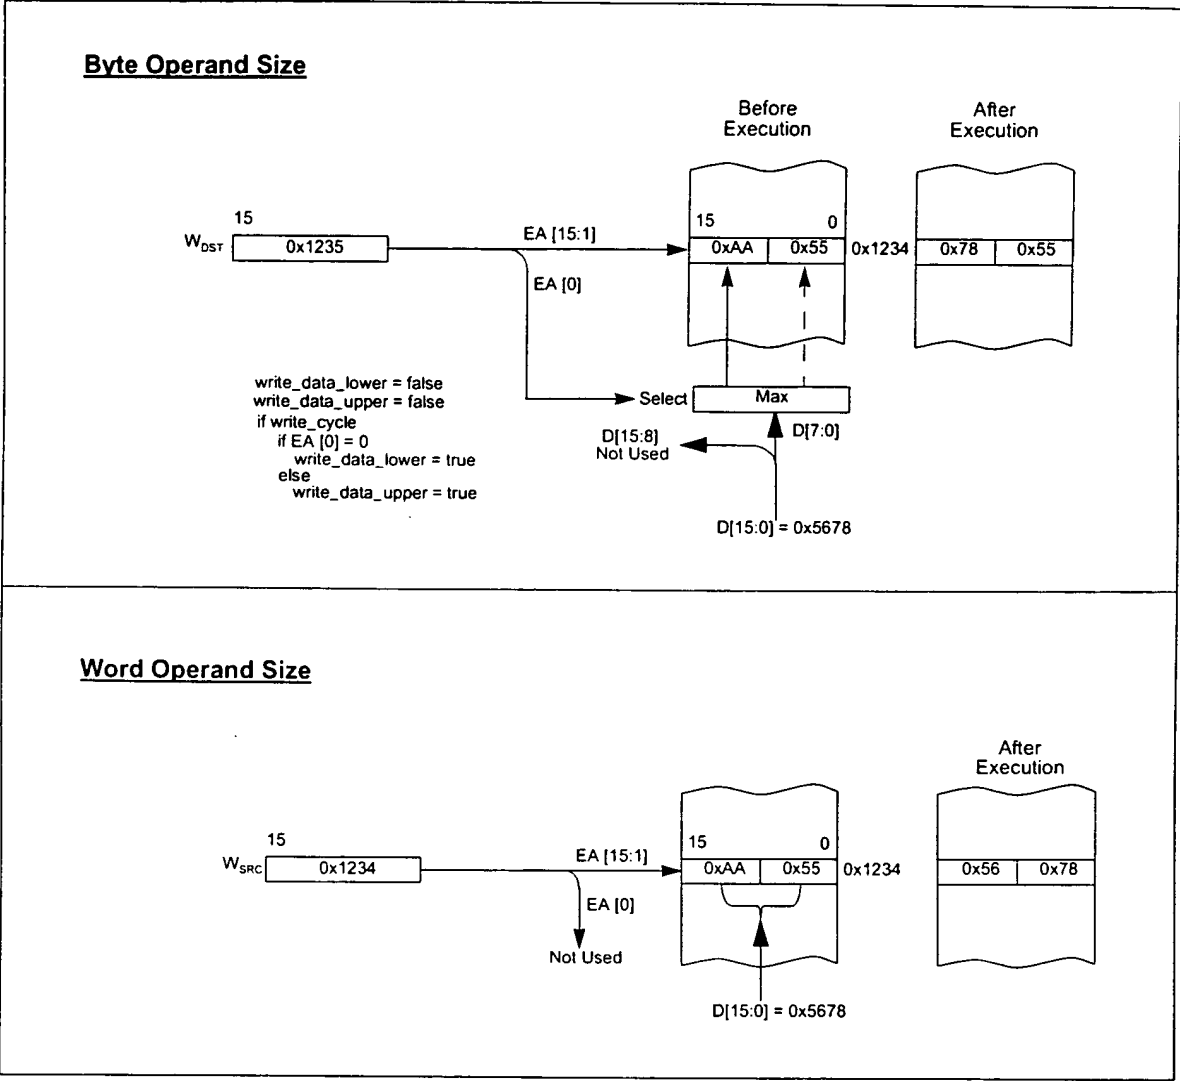 Byte Operand Size
Before
Execution
After
Execution
15
15
0
W_DST
0x1235
EA [15:1]
0xAA
0x55
0x1234
0x78
0x55
EA [0]
write_data_lower = false
write_data_upper = false
if write_cycle
if EA [0] = 0
write_data_lower = true
else
write_data_upper = true
Select
Max
D[7:0]
D[15:8]
Not Used
D[15:0] = 0x5678
Word Operand Size
After
Execution
15
15
0
W_SRC
0x1234
EA [15:1]
0xAA
0x55
0x1234
0x56
0x78
EA [0]
Not Used
D[15:0] = 0x5678